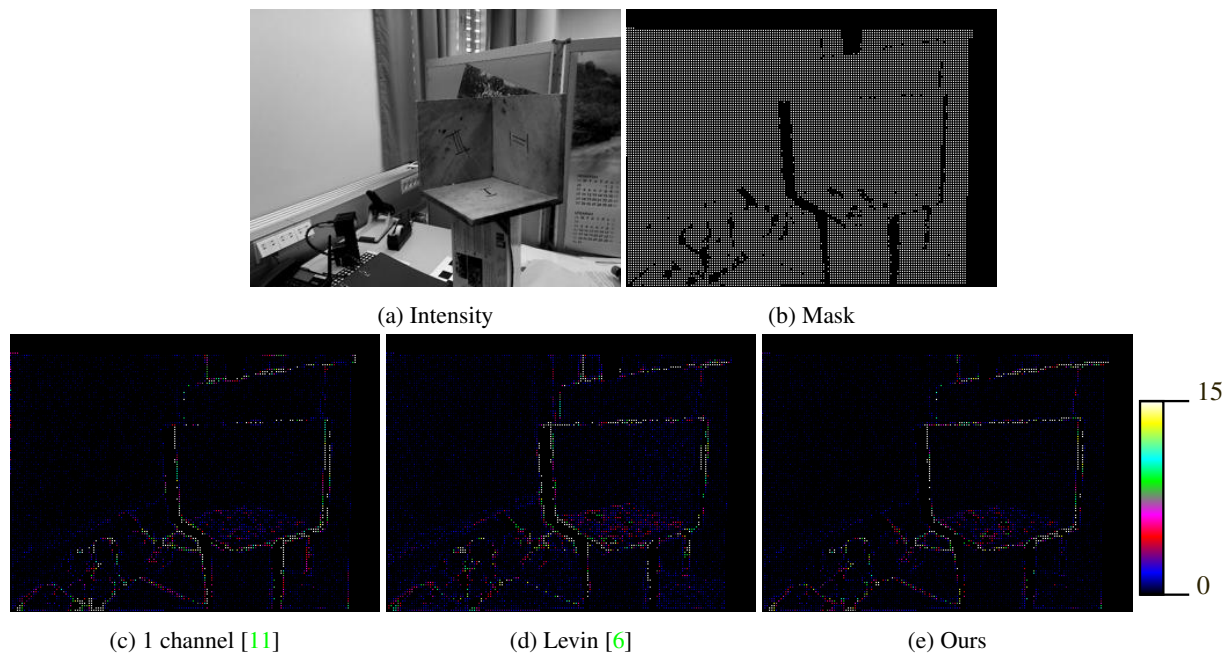 (a) Intensity
(b) Mask
15
0
(c) 1 channel [11]
(d) Levin [6]
(e) Ours